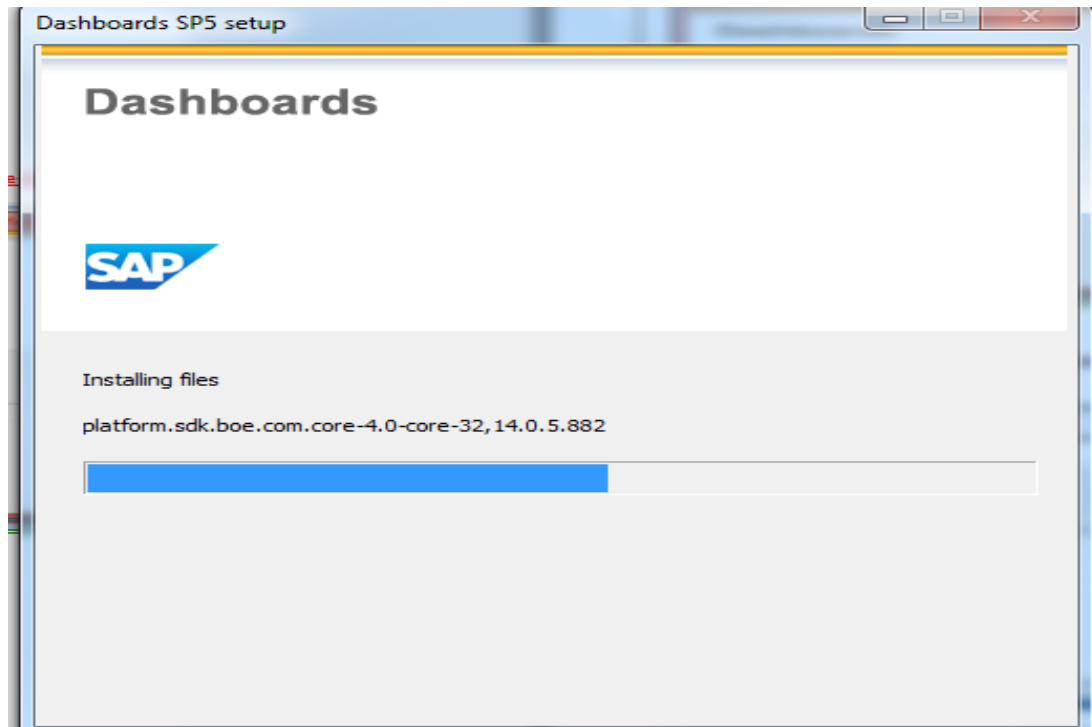 Dashboards SP5 setup
Dashboards
SAP
Installing files
platform.sdk.boe.com.core-4.0-core-32,14.0.5.882